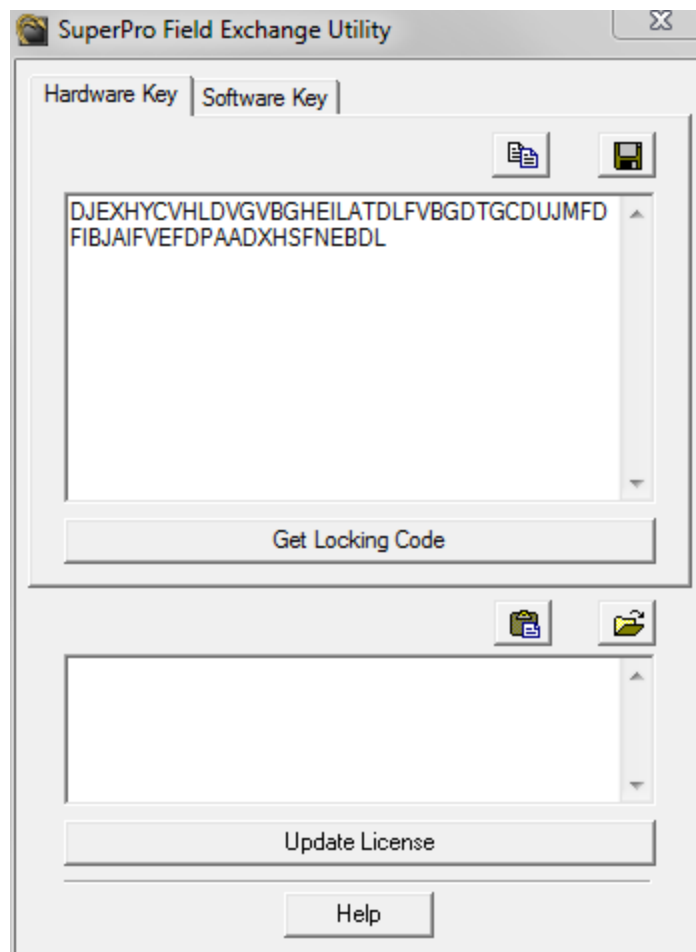 SuperPro Field Exchange Utility
Hardware Key
Software Key
DJEXHYCVHLDVGVBGHEILATDLFVBGDTGCDUJMFD
FIBJAIFVEFDPAADXHSFNEBDL
Get Locking Code
Update License
Help